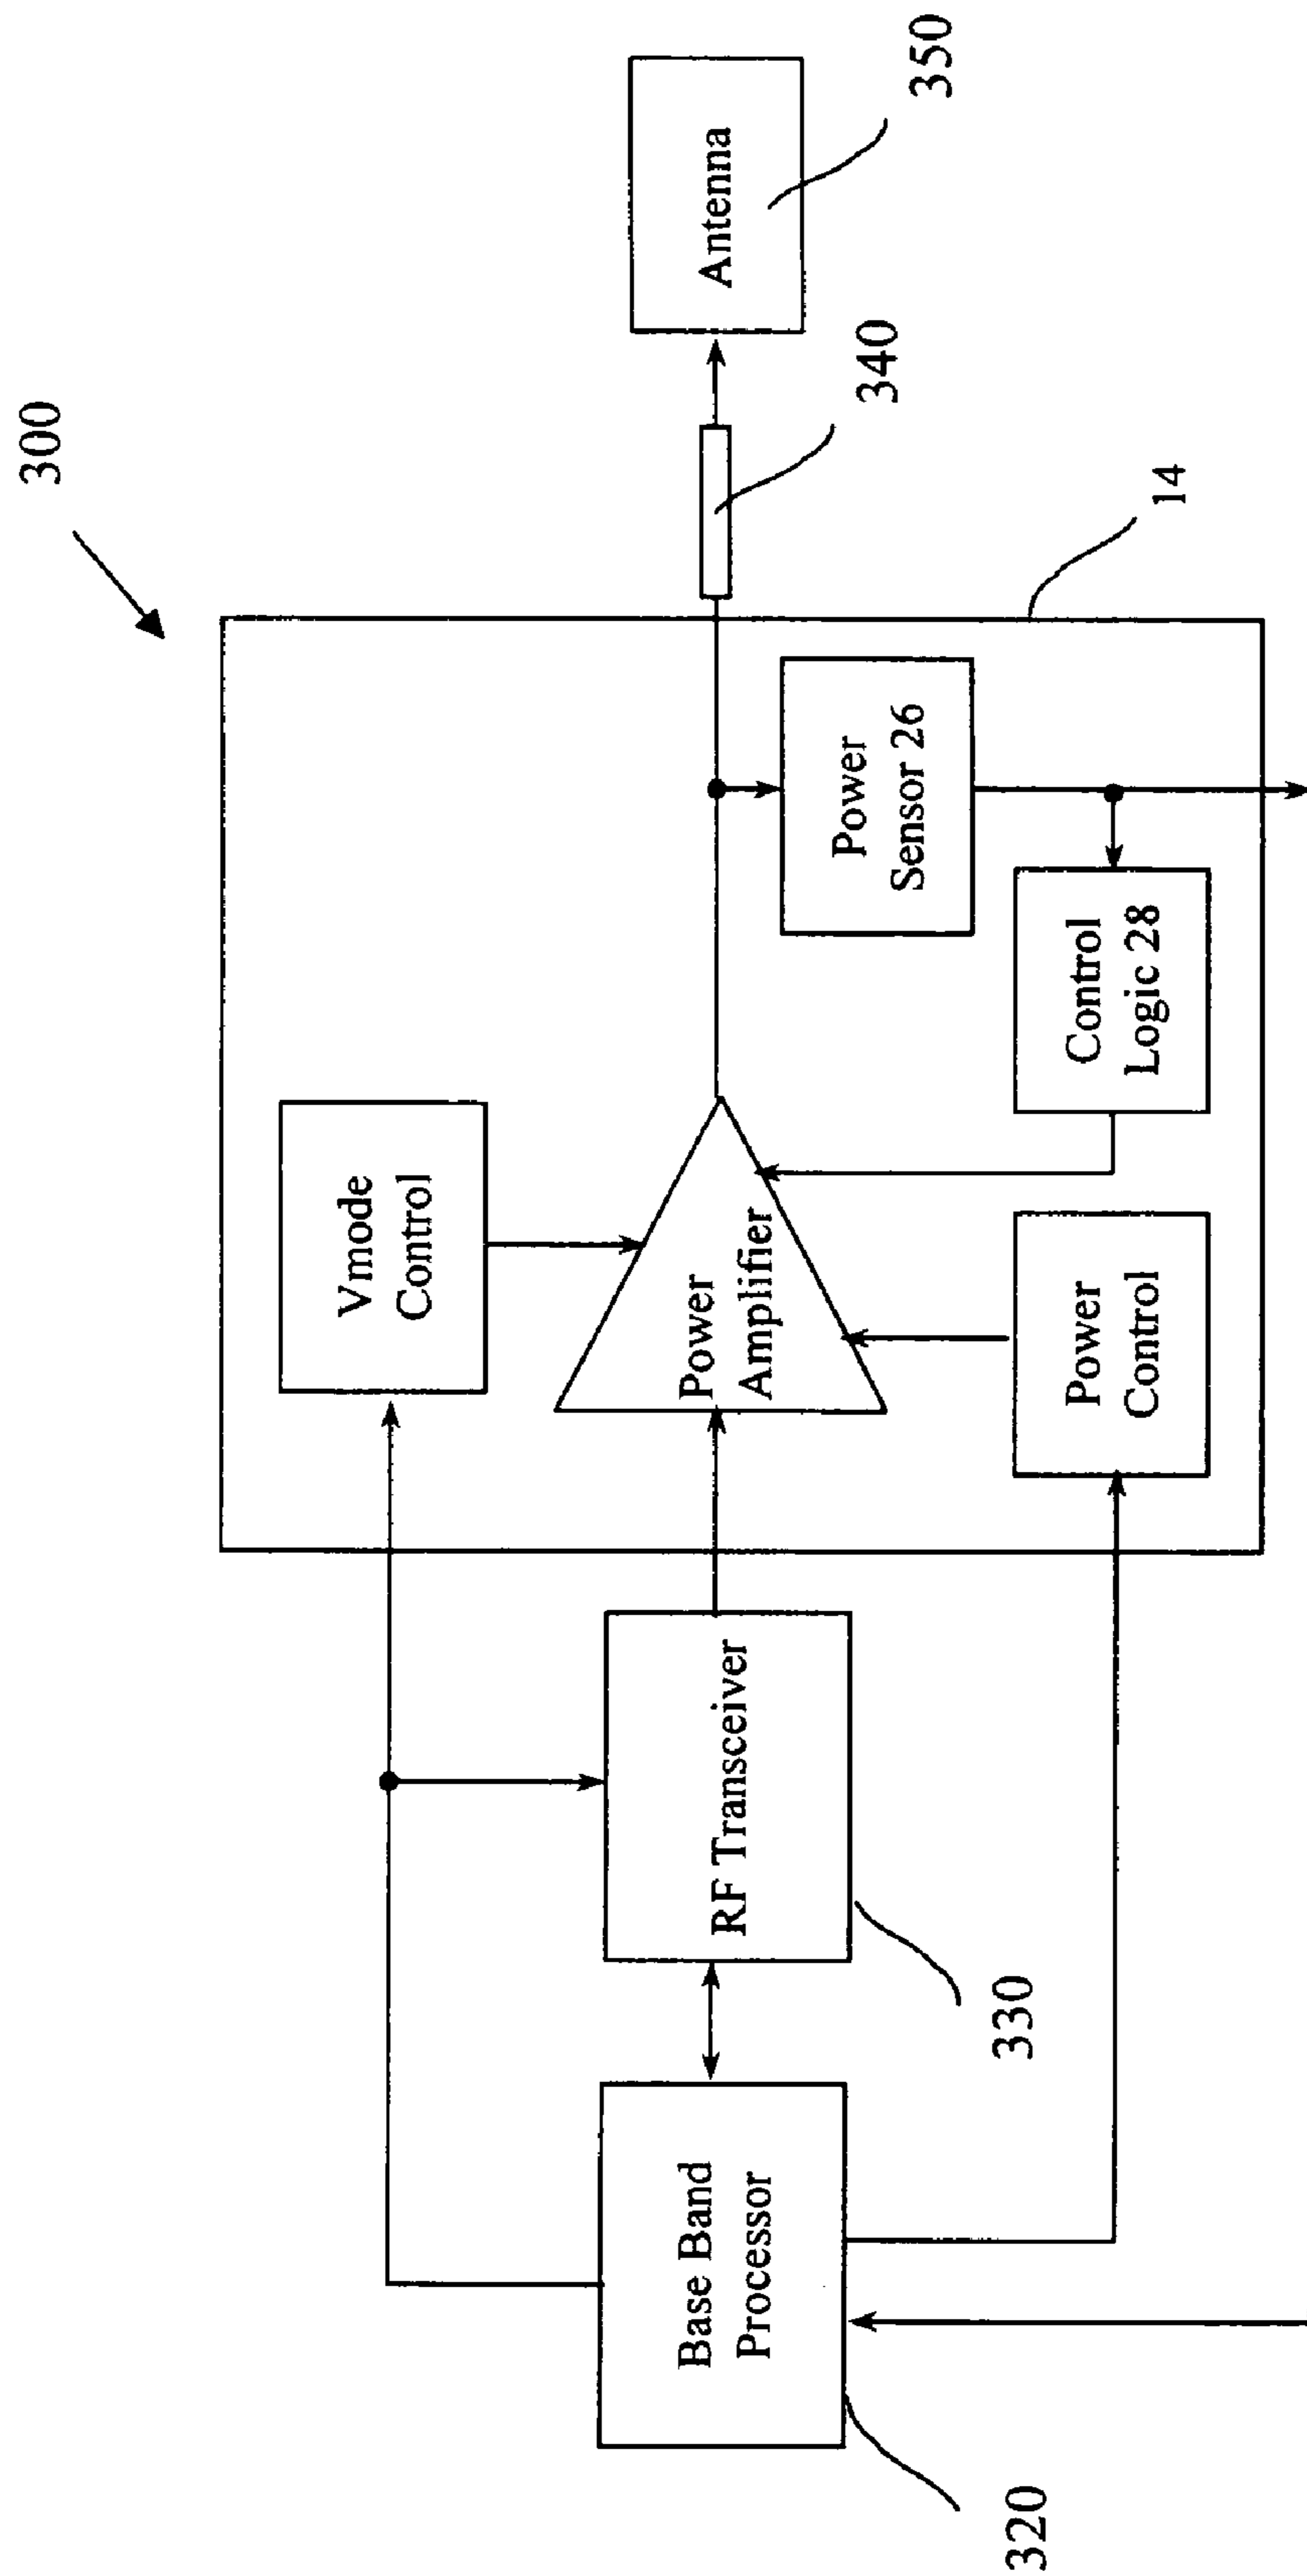 300
Vmode
Control
Antenna
350
340
Power
Amplifier
RF Transceiver
330
Base Band
Processor
320
Power
Sensor 26
14
Control
Logic 28
Power
Control